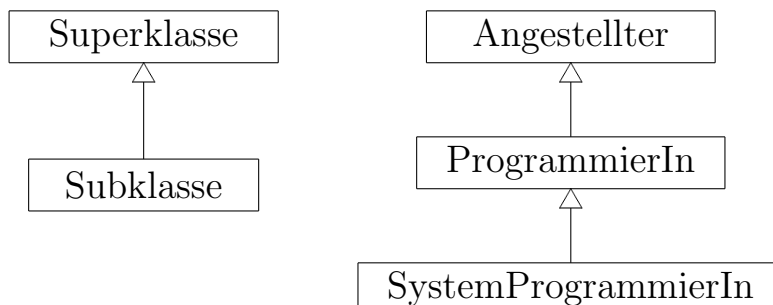 Superklasse
Angestellter
ProgrammierIn
Subklasse
SystemProgrammierIn